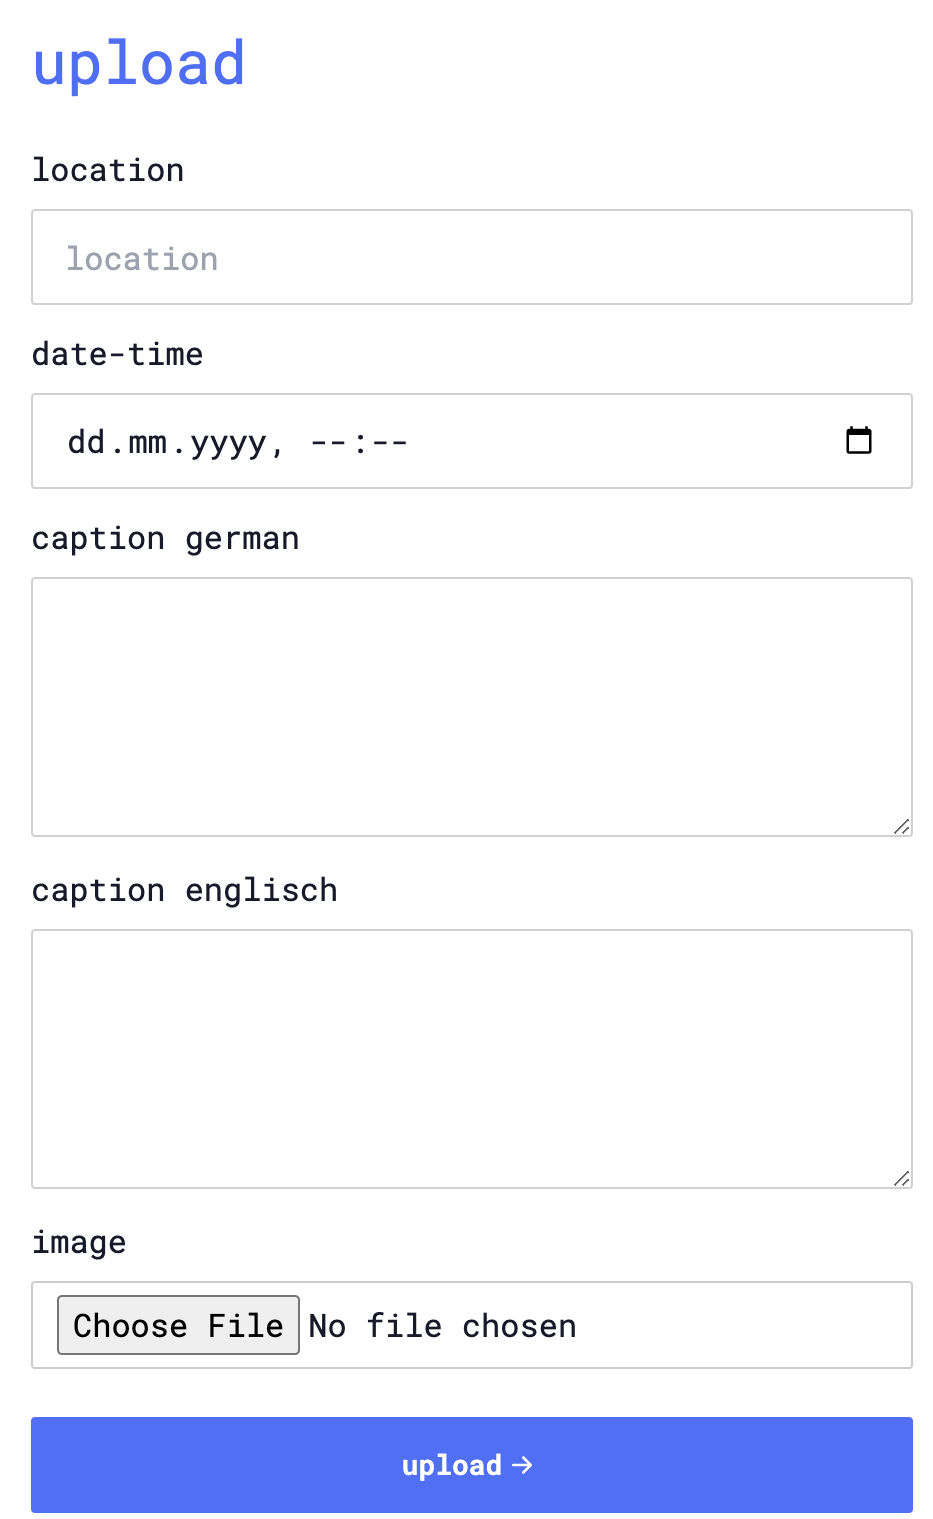 upload
location
location
date-time
dd.mm.yyyy, --:--
caption german
caption englisch
image
Choose File No file chosen
upload →